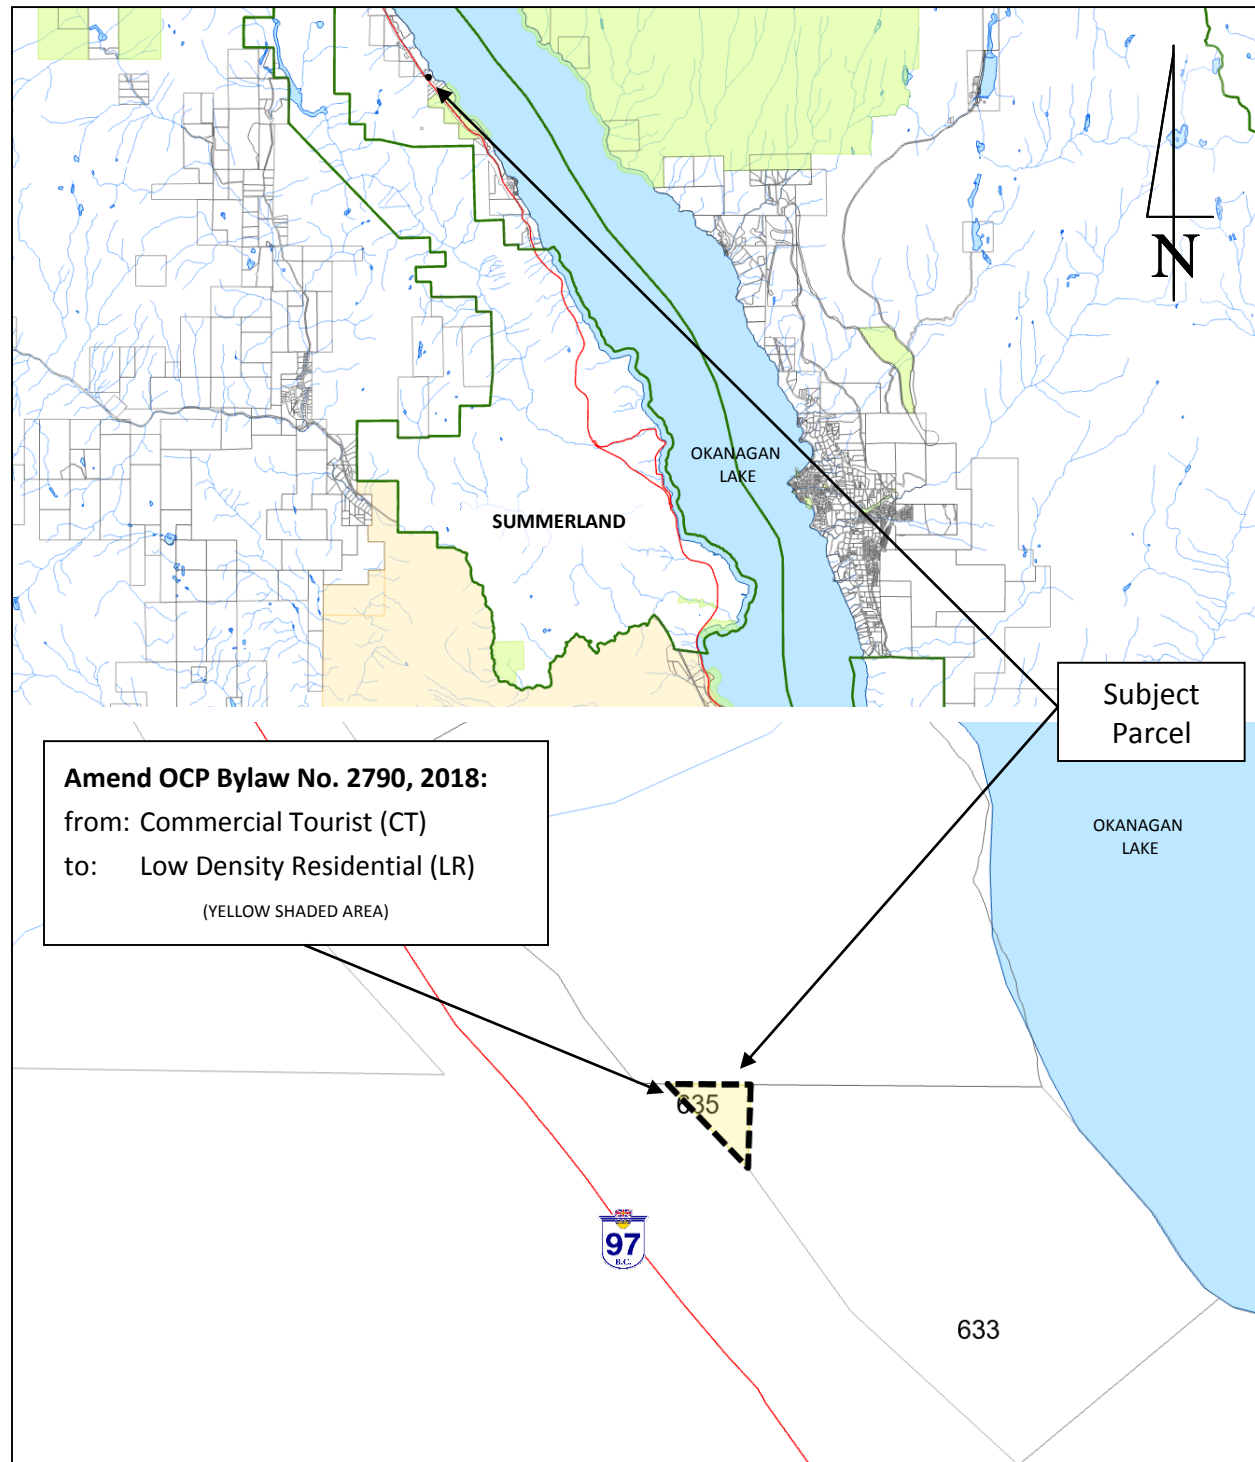 N
OKANAGAN
LAKE
SUMMERLAND
Subject
Parcel
Amend OCP Bylaw No. 2790, 2018:
from: Commercial Tourist (CT)
to: Low Density Residential (LR)
(YELLOW SHADED AREA)
OKANAGAN
LAKE
635
97
B.C.
633